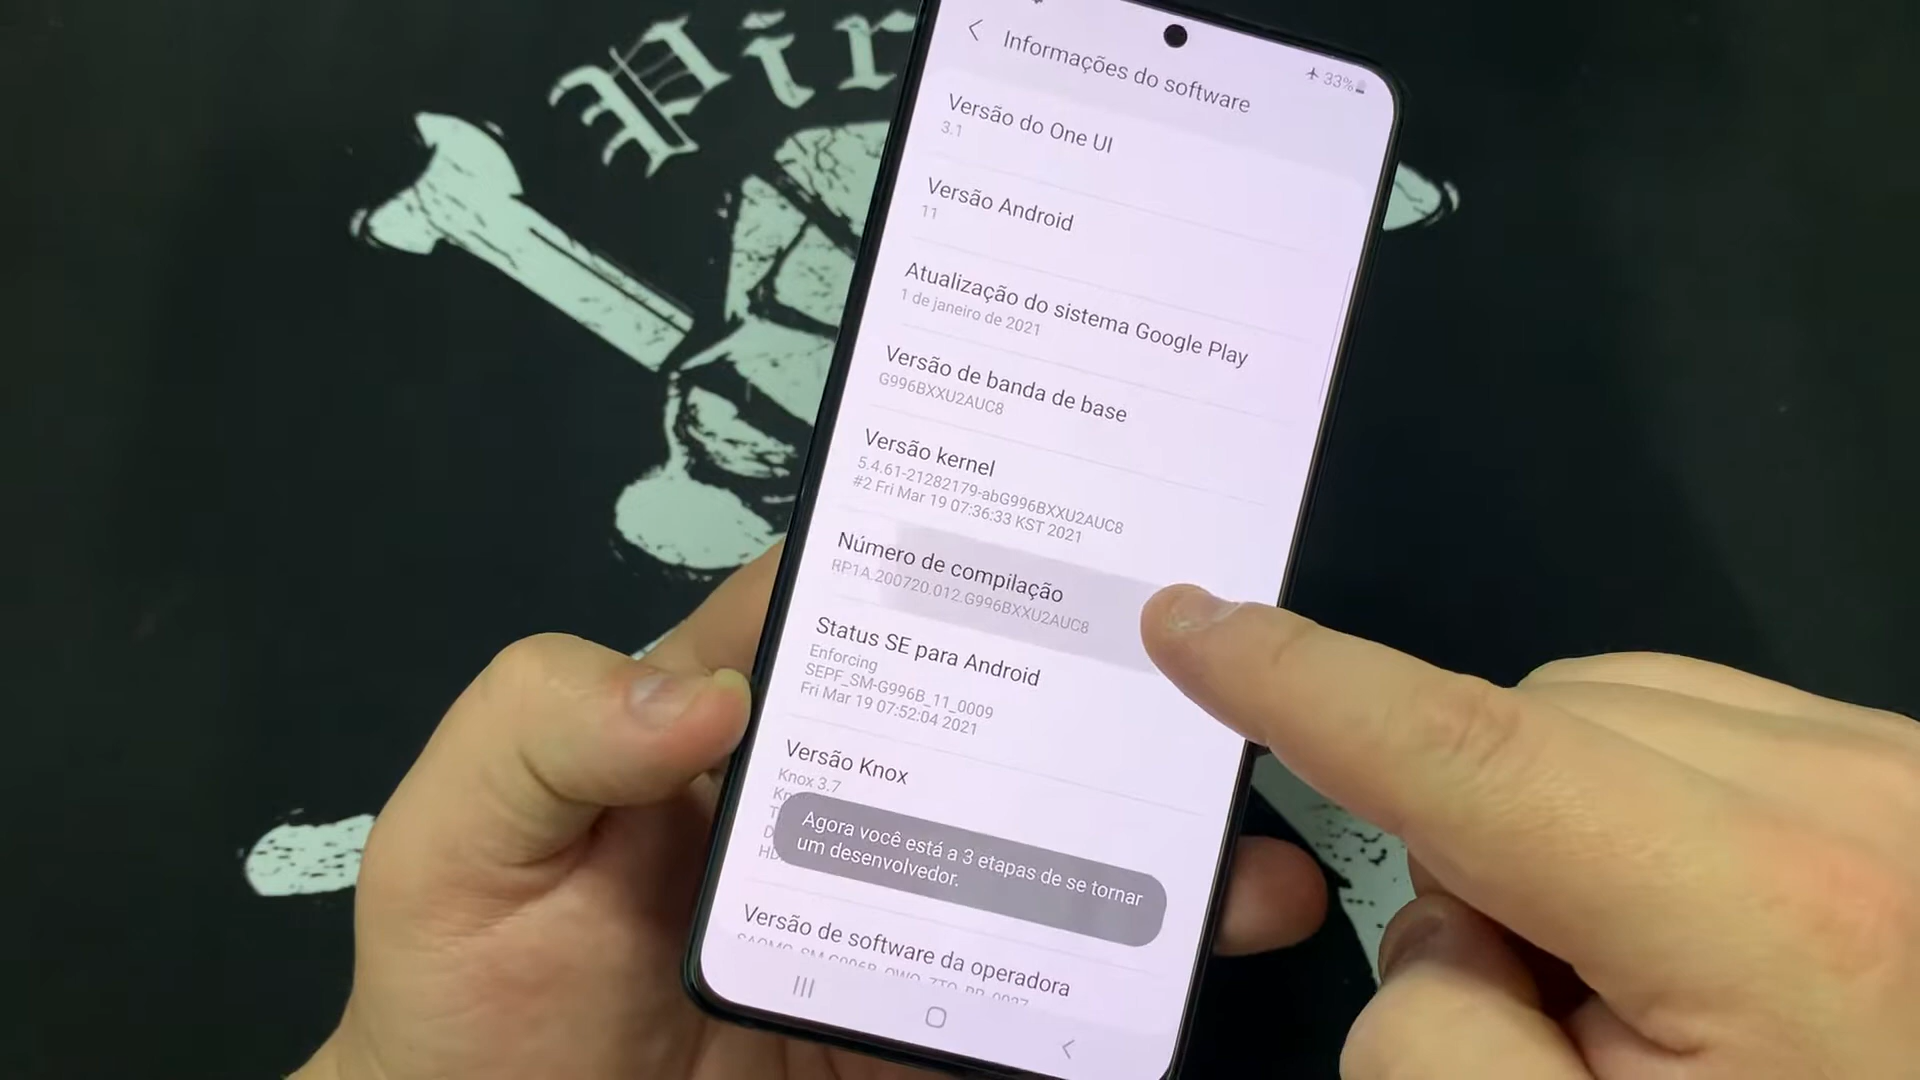 Informações do software
33%
Versão do One UI
3.1
Versão Android
11
Atualização do sistema Google Play
1 de janeiro de 2021
Versão de banda de base
G996BXXU2AUC8
Versão kernel
5.4.61-21282179-abG996BXXU2AUC8
#2 Fri Mar 19 07:36:33 KST 2021
Número de compilação
RP1A.200720.012.G996BXXU2AUC8
Status SE para Android
Enforcing
SEPF_SM-G996B_11_0009
Fri Mar 19 07:52:04 2021
Versão Knox
Knox 3.7
Agora você está a 3 etapas de se tornar
um desenvolvedor.
Versão de software da operadora